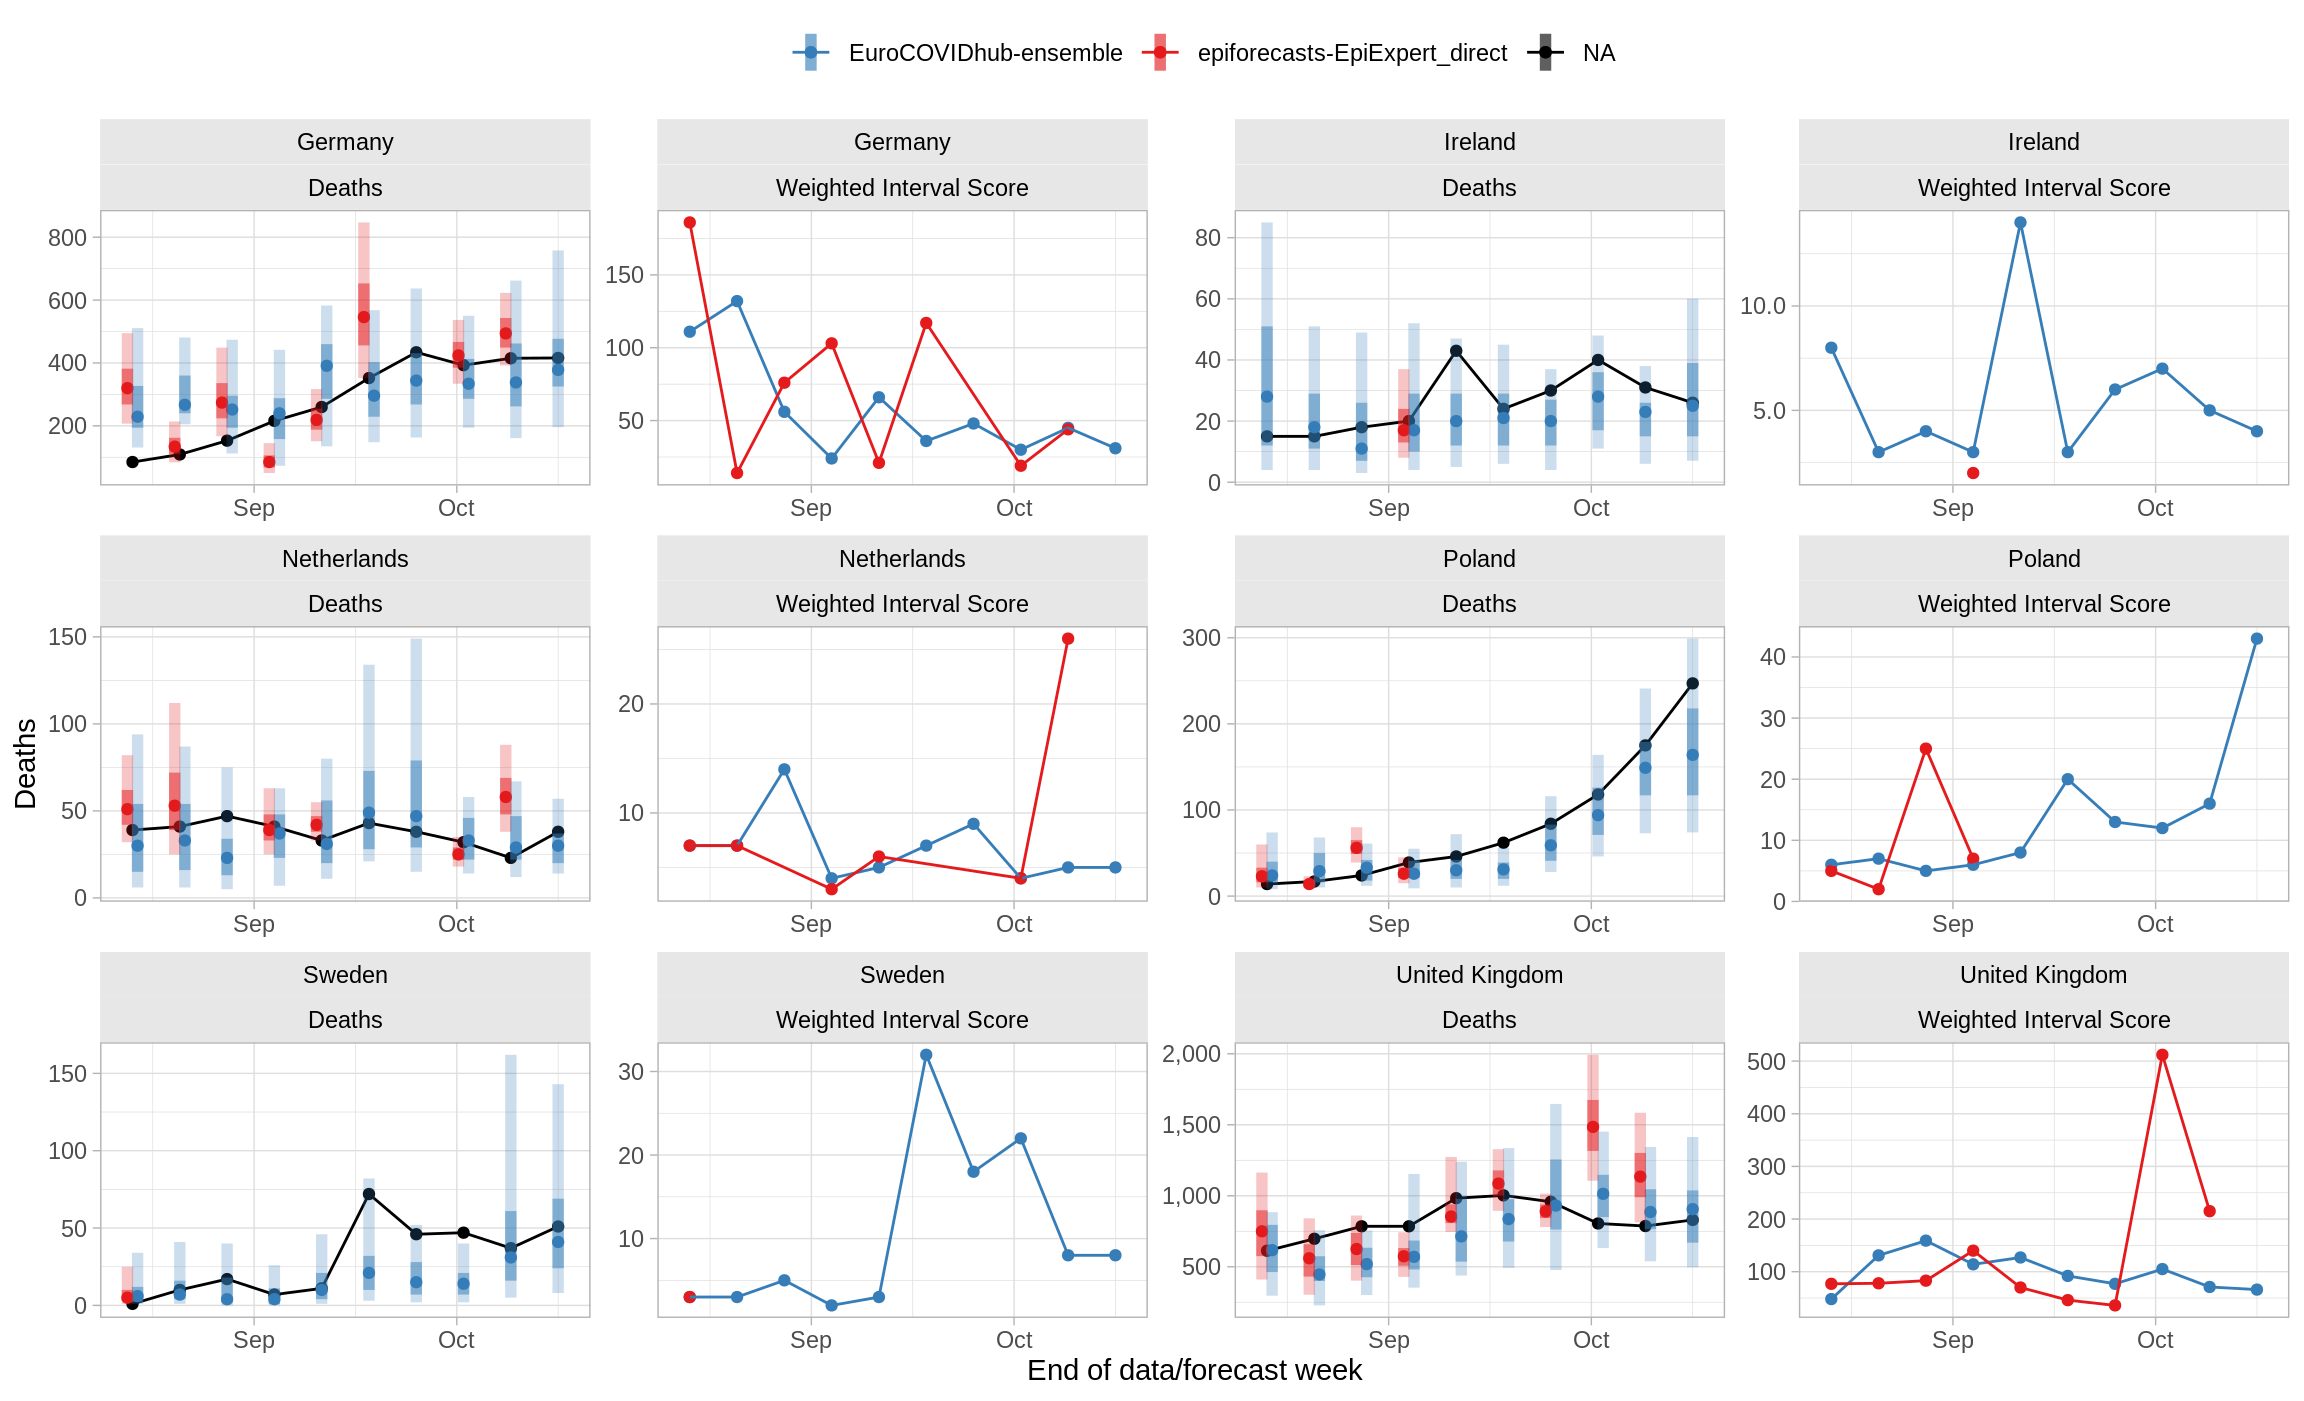 EuroCOVIDhub-ensemble epiforecasts-EpiExpert_direct NA
Germany Germany Ireland Ireland
Deaths Weighted Interval Score Deaths Weighted Interval Score
800
600
400
200
Sep Oct
150
100
50
Sep Oct
80
60
40
20
0
Sep Oct
10.0
5.0
Sep Oct
Netherlands Netherlands Poland Poland
Deaths Weighted Interval Score Deaths Weighted Interval Score
Deaths
150
100
50
0
Sep Oct
20
10
Sep Oct
300
200
100
0
Sep Oct
40
30
20
10
0
Sep Oct
Sweden Sweden United Kingdom United Kingdom
Deaths Weighted Interval Score Deaths Weighted Interval Score
150
100
50
0
Sep Oct
30
20
10
Sep Oct
2,000
1,500
1,000
500
Sep Oct
500
400
300
200
100
Sep Oct
End of data/forecast week